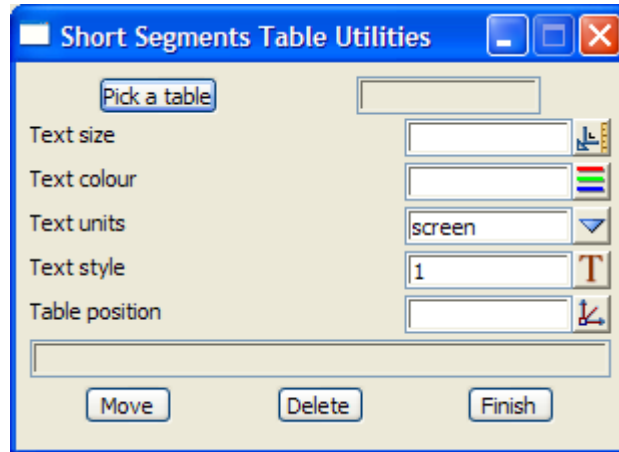 Short Segments Table Utilities
Pick a table
Text size
Text colour
Text units screen
Text style 1 T
Table position
Move Delete Finish